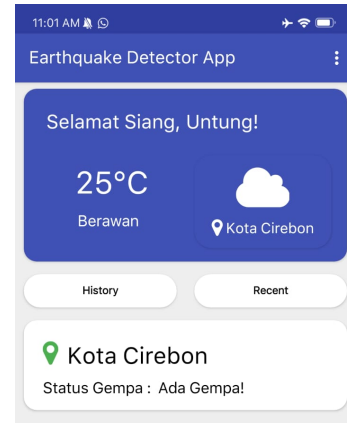 11:01 AM
Earthquake Detector App
Selamat Siang, Untung!
25°C
Berawan
Kota Cirebon
History
Recent
Kota Cirebon
Status Gempa : Ada Gempa!